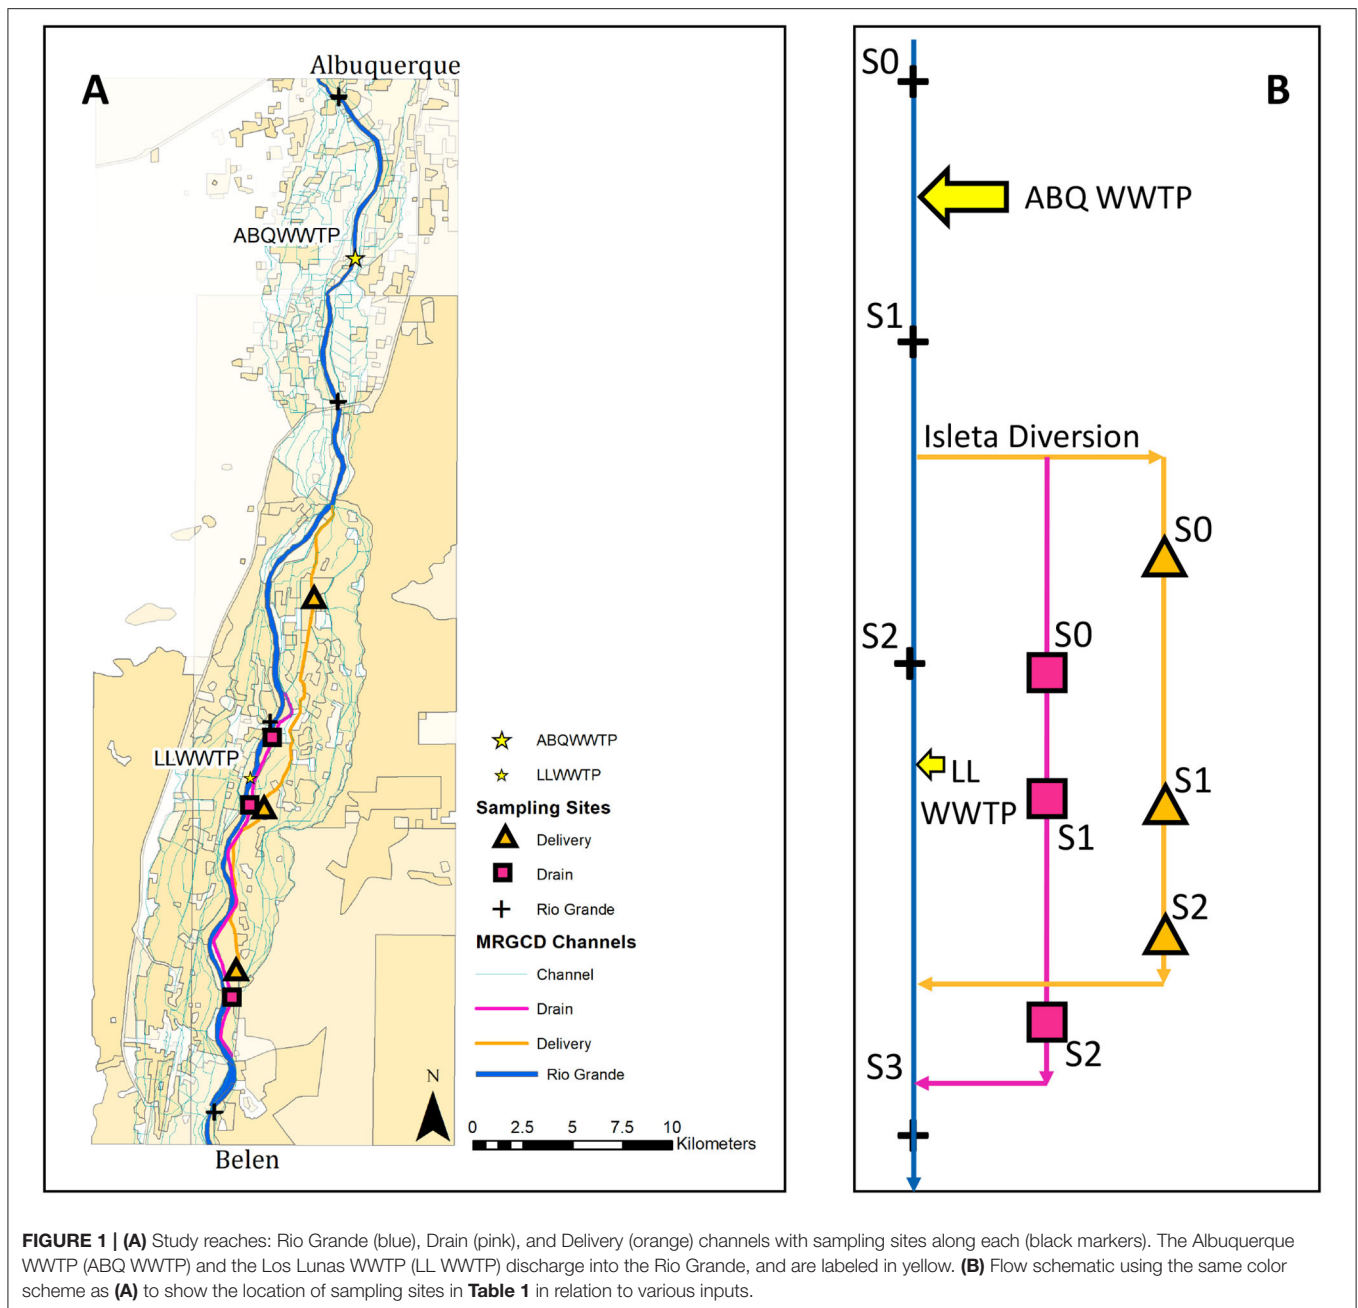 A
Albuquerque
ABQWWTP
LLWWTP
Belen
ABQWWTP
LLWWTP
Sampling Sites
Delivery
Drain
Rio Grande
MRGCD Channels
Channel
Drain
Delivery
Rio Grande
N
0 2.5 5 7.5 10
Kilometers
B
S0
ABQ WWTP
S1
Isleta Diversion
S0
S2
S0
LL
WWTP
S1
S1
S2
S2
S3
FIGURE 1 | (A) Study reaches: Rio Grande (blue), Drain (pink), and Delivery (orange) channels with sampling sites along each (black markers). The Albuquerque
WWTP (ABQ WWTP) and the Los Lunas WWTP (LL WWTP) discharge into the Rio Grande, and are labeled in yellow. (B) Flow schematic using the same color
scheme as (A) to show the location of sampling sites in Table 1 in relation to various inputs.